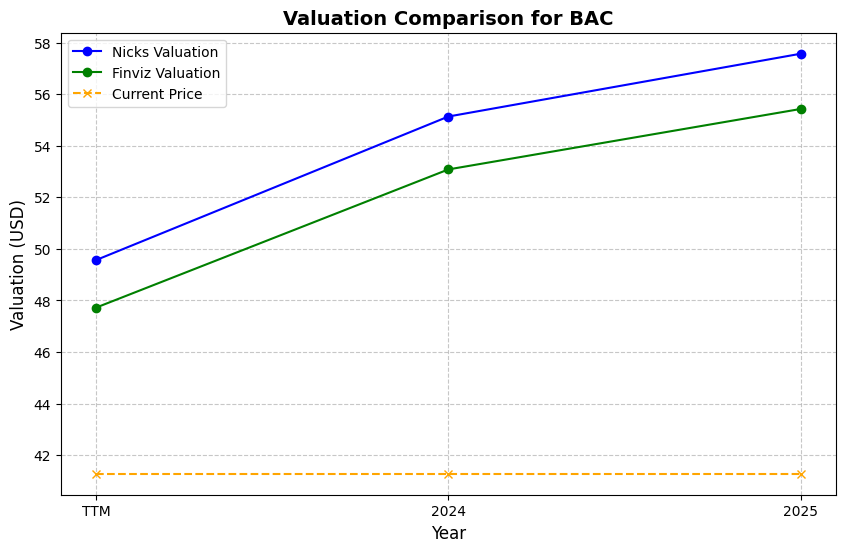 Valuation Comparison for BAC
Nicks Valuation
Finviz Valuation
Current Price
Valuation (USD)
58
56
54
52
50
48
46
44
42
TTM
2024
2025
Year